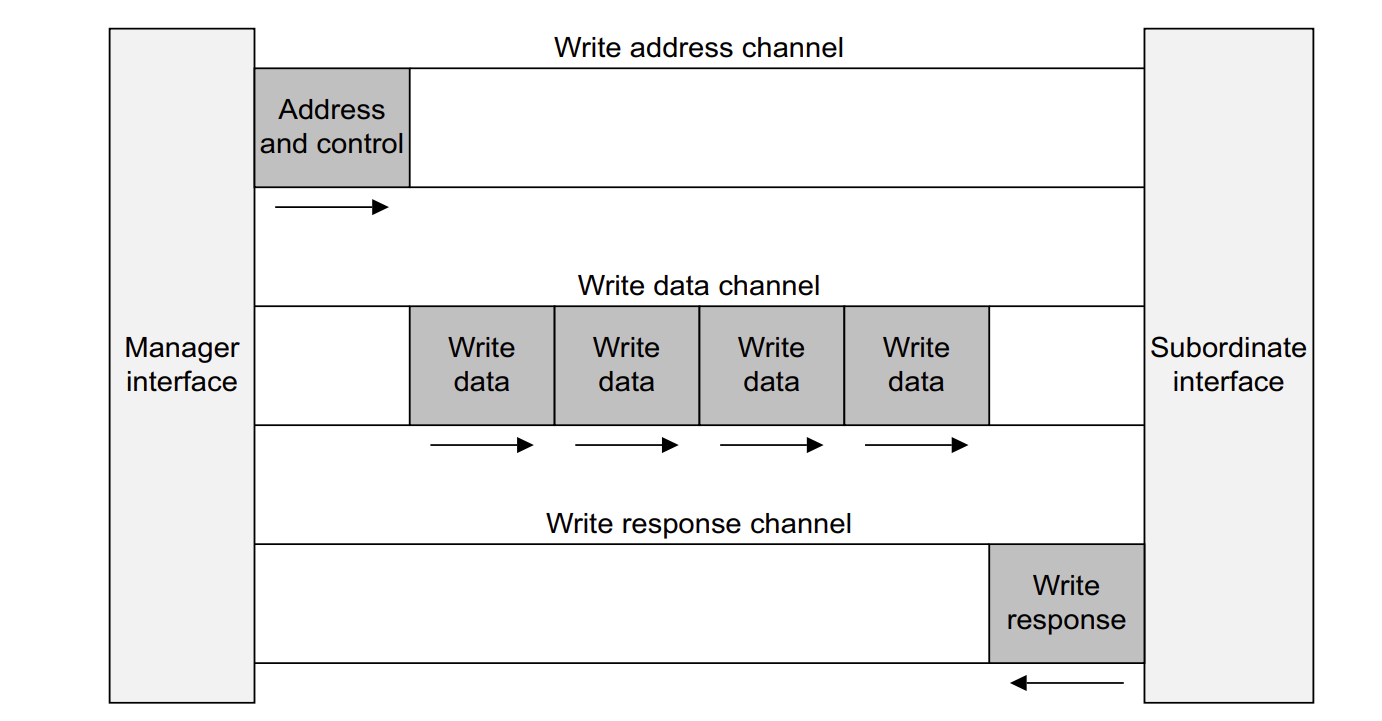 Write address channel
Address
and control
Write data channel
Manager
interface
Write
data
Write
data
Write
data
Write
data
Subordinate
interface
Write response channel
Write
response